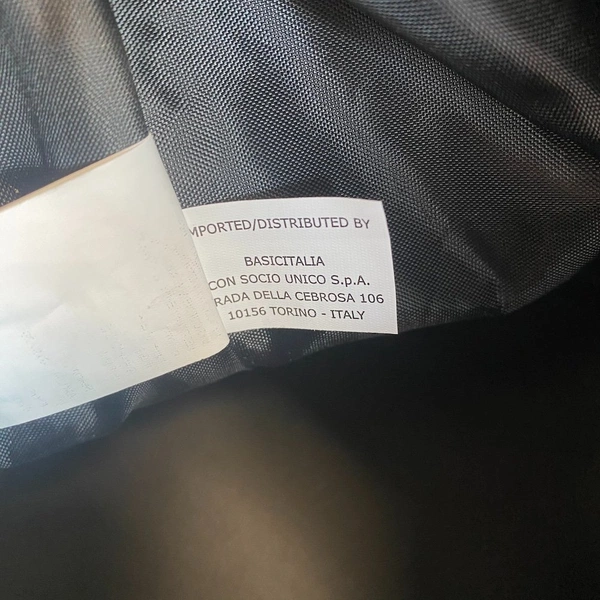 MPORTED/DISTRIBUTED BY
BASICITALIA
CON SOCIO UNICO S.p.A.
RADA DELLA CEBROSA 106
10156 TORINO - ITALY